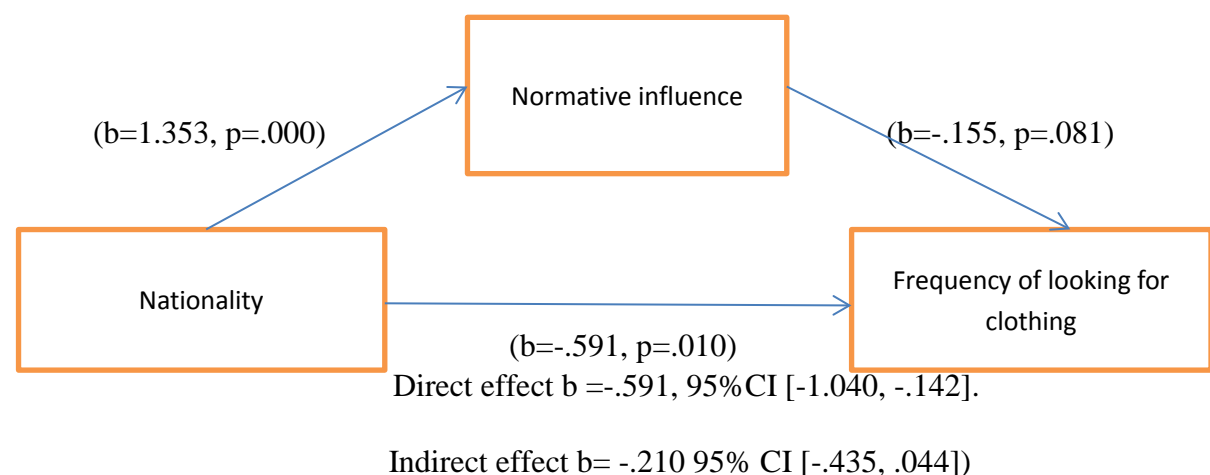 Normative influence
(b=1.353, p=.000)
(b=-.155, p=.081)
Nationality
Frequency of looking for
clothing
(b=-.591, p=.010)
Direct effect b =-.591, 95%CI [-1.040, -.142].
Indirect effect b= -.210 95% CI [-.435, .044])